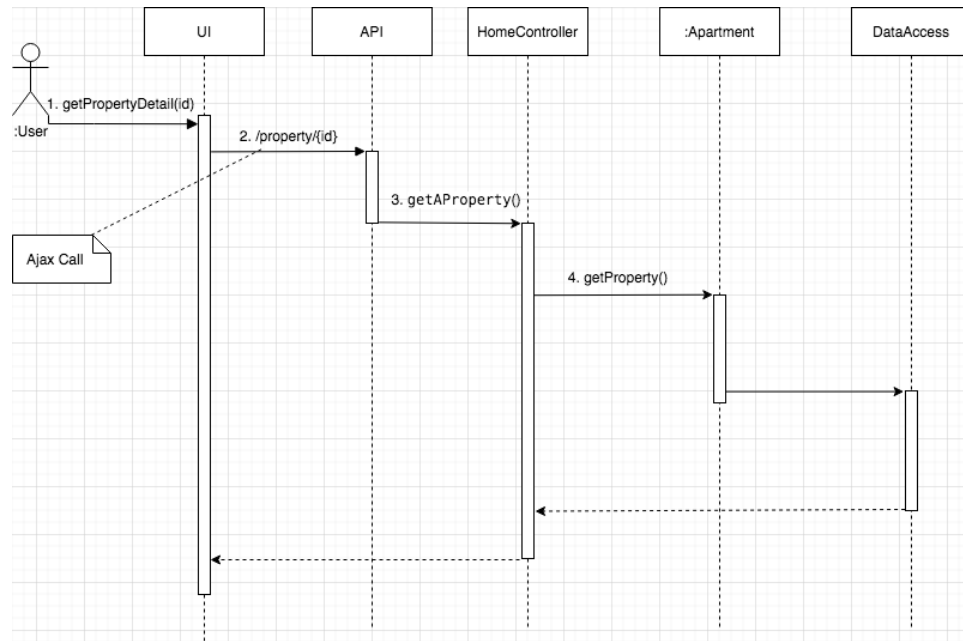 UI
API
HomeController
:Apartment
DataAccess
1. getPropertyDetail(id)
:User
2. /property/{id}
3. getAProperty()
Ajax Call
4. getProperty()